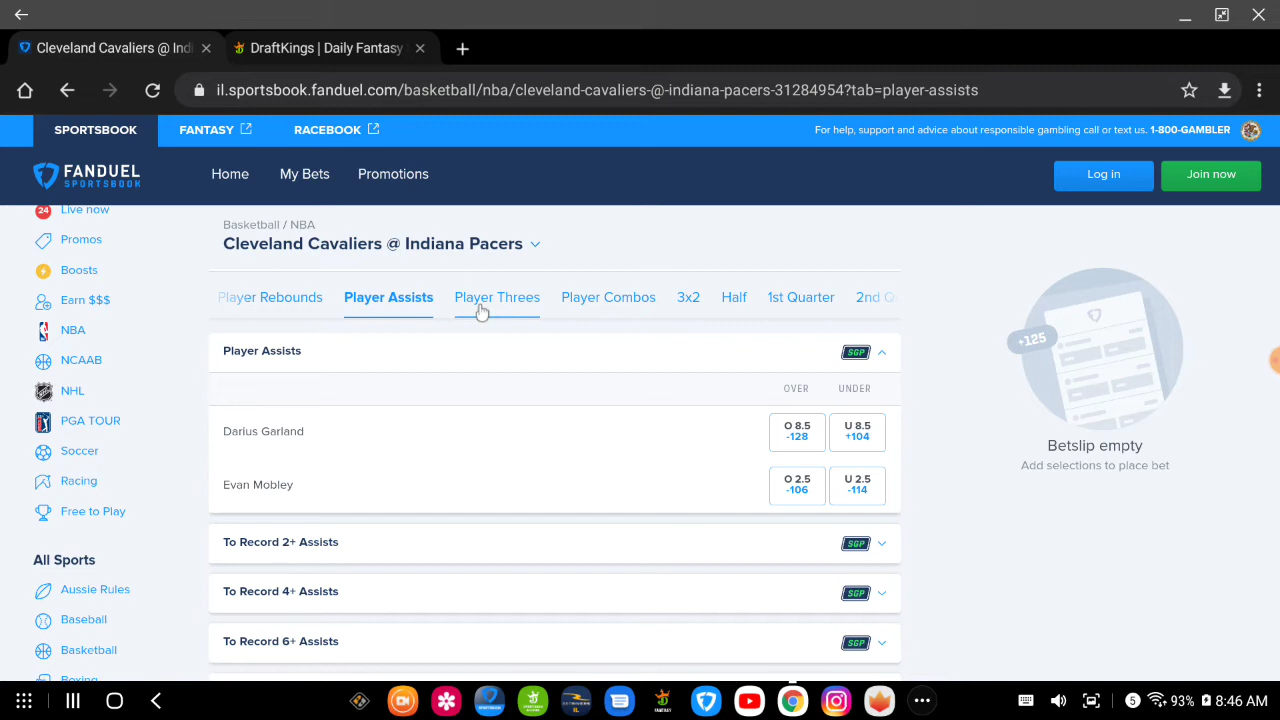 Cleveland Cavaliers @ Indi
DraftKings | Daily Fantasy
il.sportsbook.fanduel.com/basketball/nba/cleveland-cavaliers-@-indiana-pacers-31284954?tab=player-assists
SPORTSBOOK FANTASY RACEBOOK For help, support and advice about responsible gambling call or text us. 1-800-GAMBLER
FANDUEL SPORTSBOOK Home My Bets Promotions Log in Join now
24 Live now
Promos
Boosts
Earn $$$
NBA
NCAAB
NHL
PGA TOUR
Soccer
Racing
Free to Play
All Sports
Aussie Rules
Baseball
Basketball
Boxing
Basketball / NBA
Cleveland Cavaliers @ Indiana Pacers
Player Rebounds Player Assists Player Threes Player Combos 3x2 Half 1st Quarter 2nd Q
Player Assists SGP
OVER UNDER
Darius Garland O 8.5 -128 U 8.5 +104
Evan Mobley O 2.5 -106 U 2.5 -114
To Record 2+ Assists SGP
To Record 4+ Assists SGP
To Record 6+ Assists SGP
+125
Betslip empty
Add selections to place bet
5 93% 8:46 AM